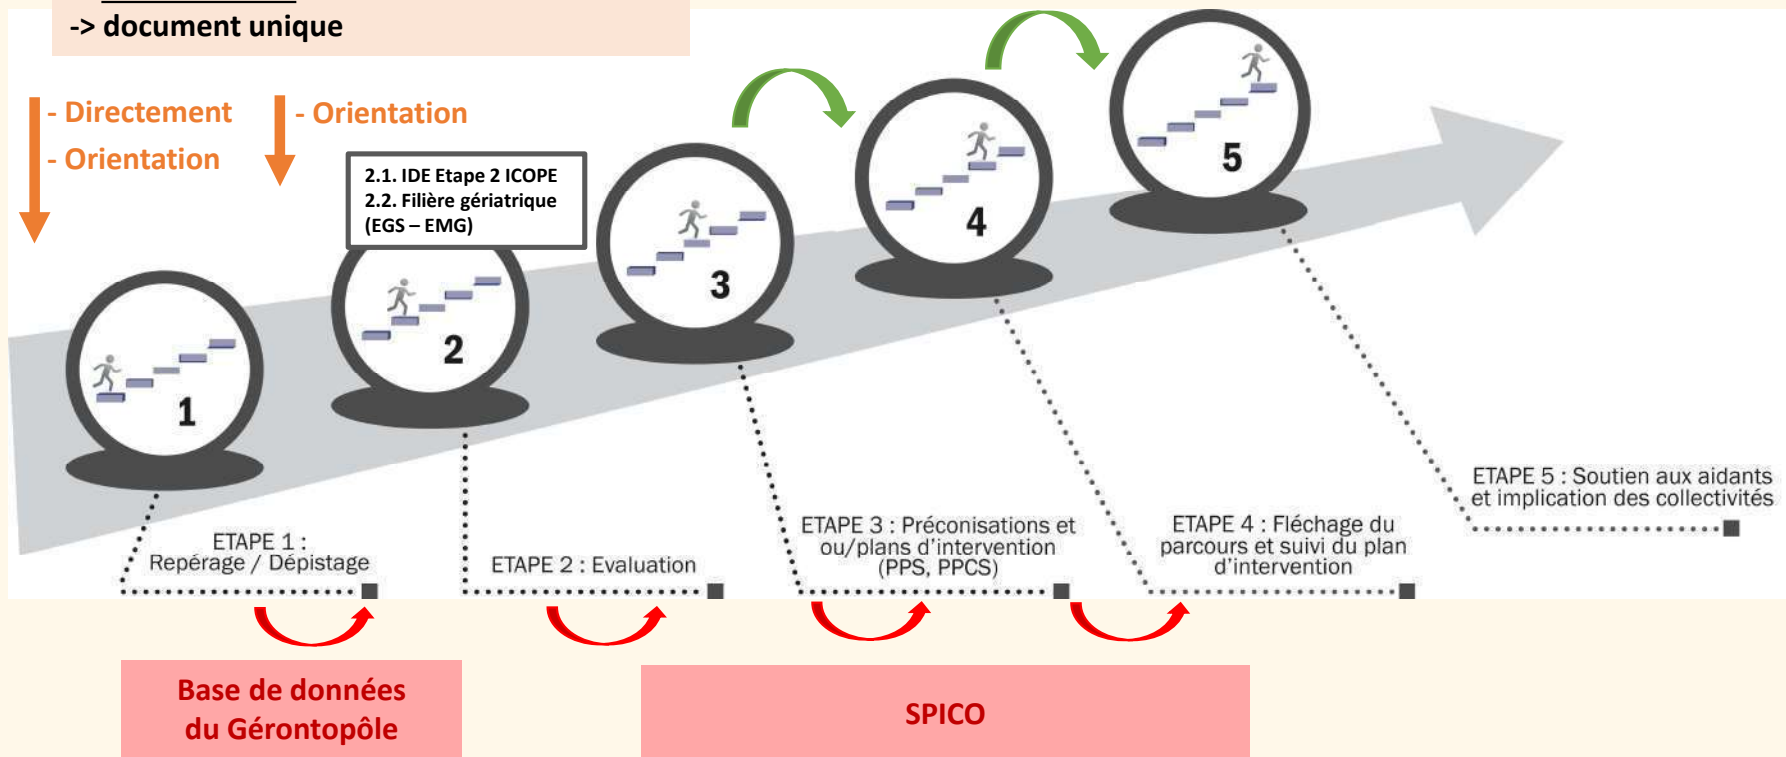 -> document unique
- Directement
- Orientation
- Orientation
2.1. IDE Etape 2 ICOPE
2.2. Filière gériatrique
(EGS – EMG)
1
2
3
4
5
ETAPE 1 :
Repérage / Dépistage
ETAPE 2 : Evaluation
ETAPE 3 : Préconisations et
ou/plans d’intervention
(PPS, PPCS)
ETAPE 4 : Fléchage du
parcours et suivi du plan
d’intervention
ETAPE 5 : Soutien aux aidants
et implication des collectivités
Base de données
du Gérontopôle
SPICO